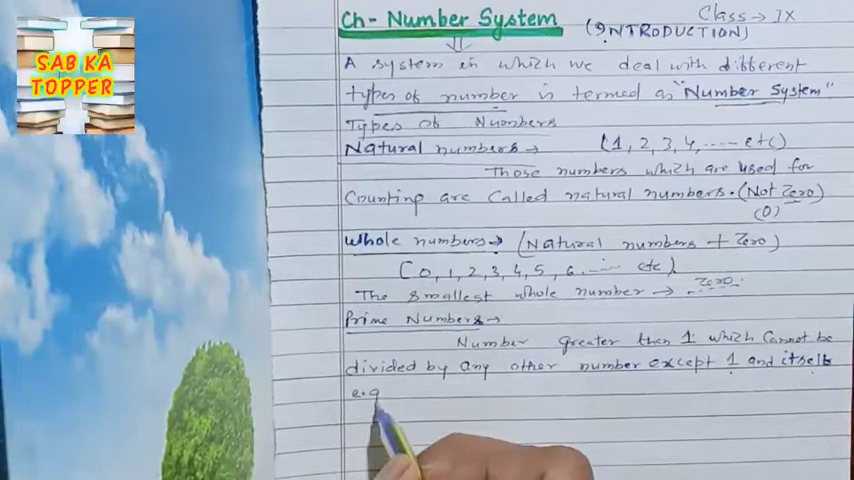 SAB KA
TOPPER
Class → IX
Ch- Number System (INTRODUCTION)
A system in which we deal with different
types of number is termed as "Number System"
Types of Numbers
Natural numbers → (1, 2, 3, 4, ..... etc)
Those numbers which are used for
Counting are Called natural numbers. (Not Zero)
(0)
Whole numbers → (Natural numbers + Zero)
(0, 1, 2, 3, 4, 5, 6 ...... etc)
The smallest whole number → Zero.
Prime Numbers →
Number greater then 1 which Cannot be
divided by any other number except 1 and itself
e.g